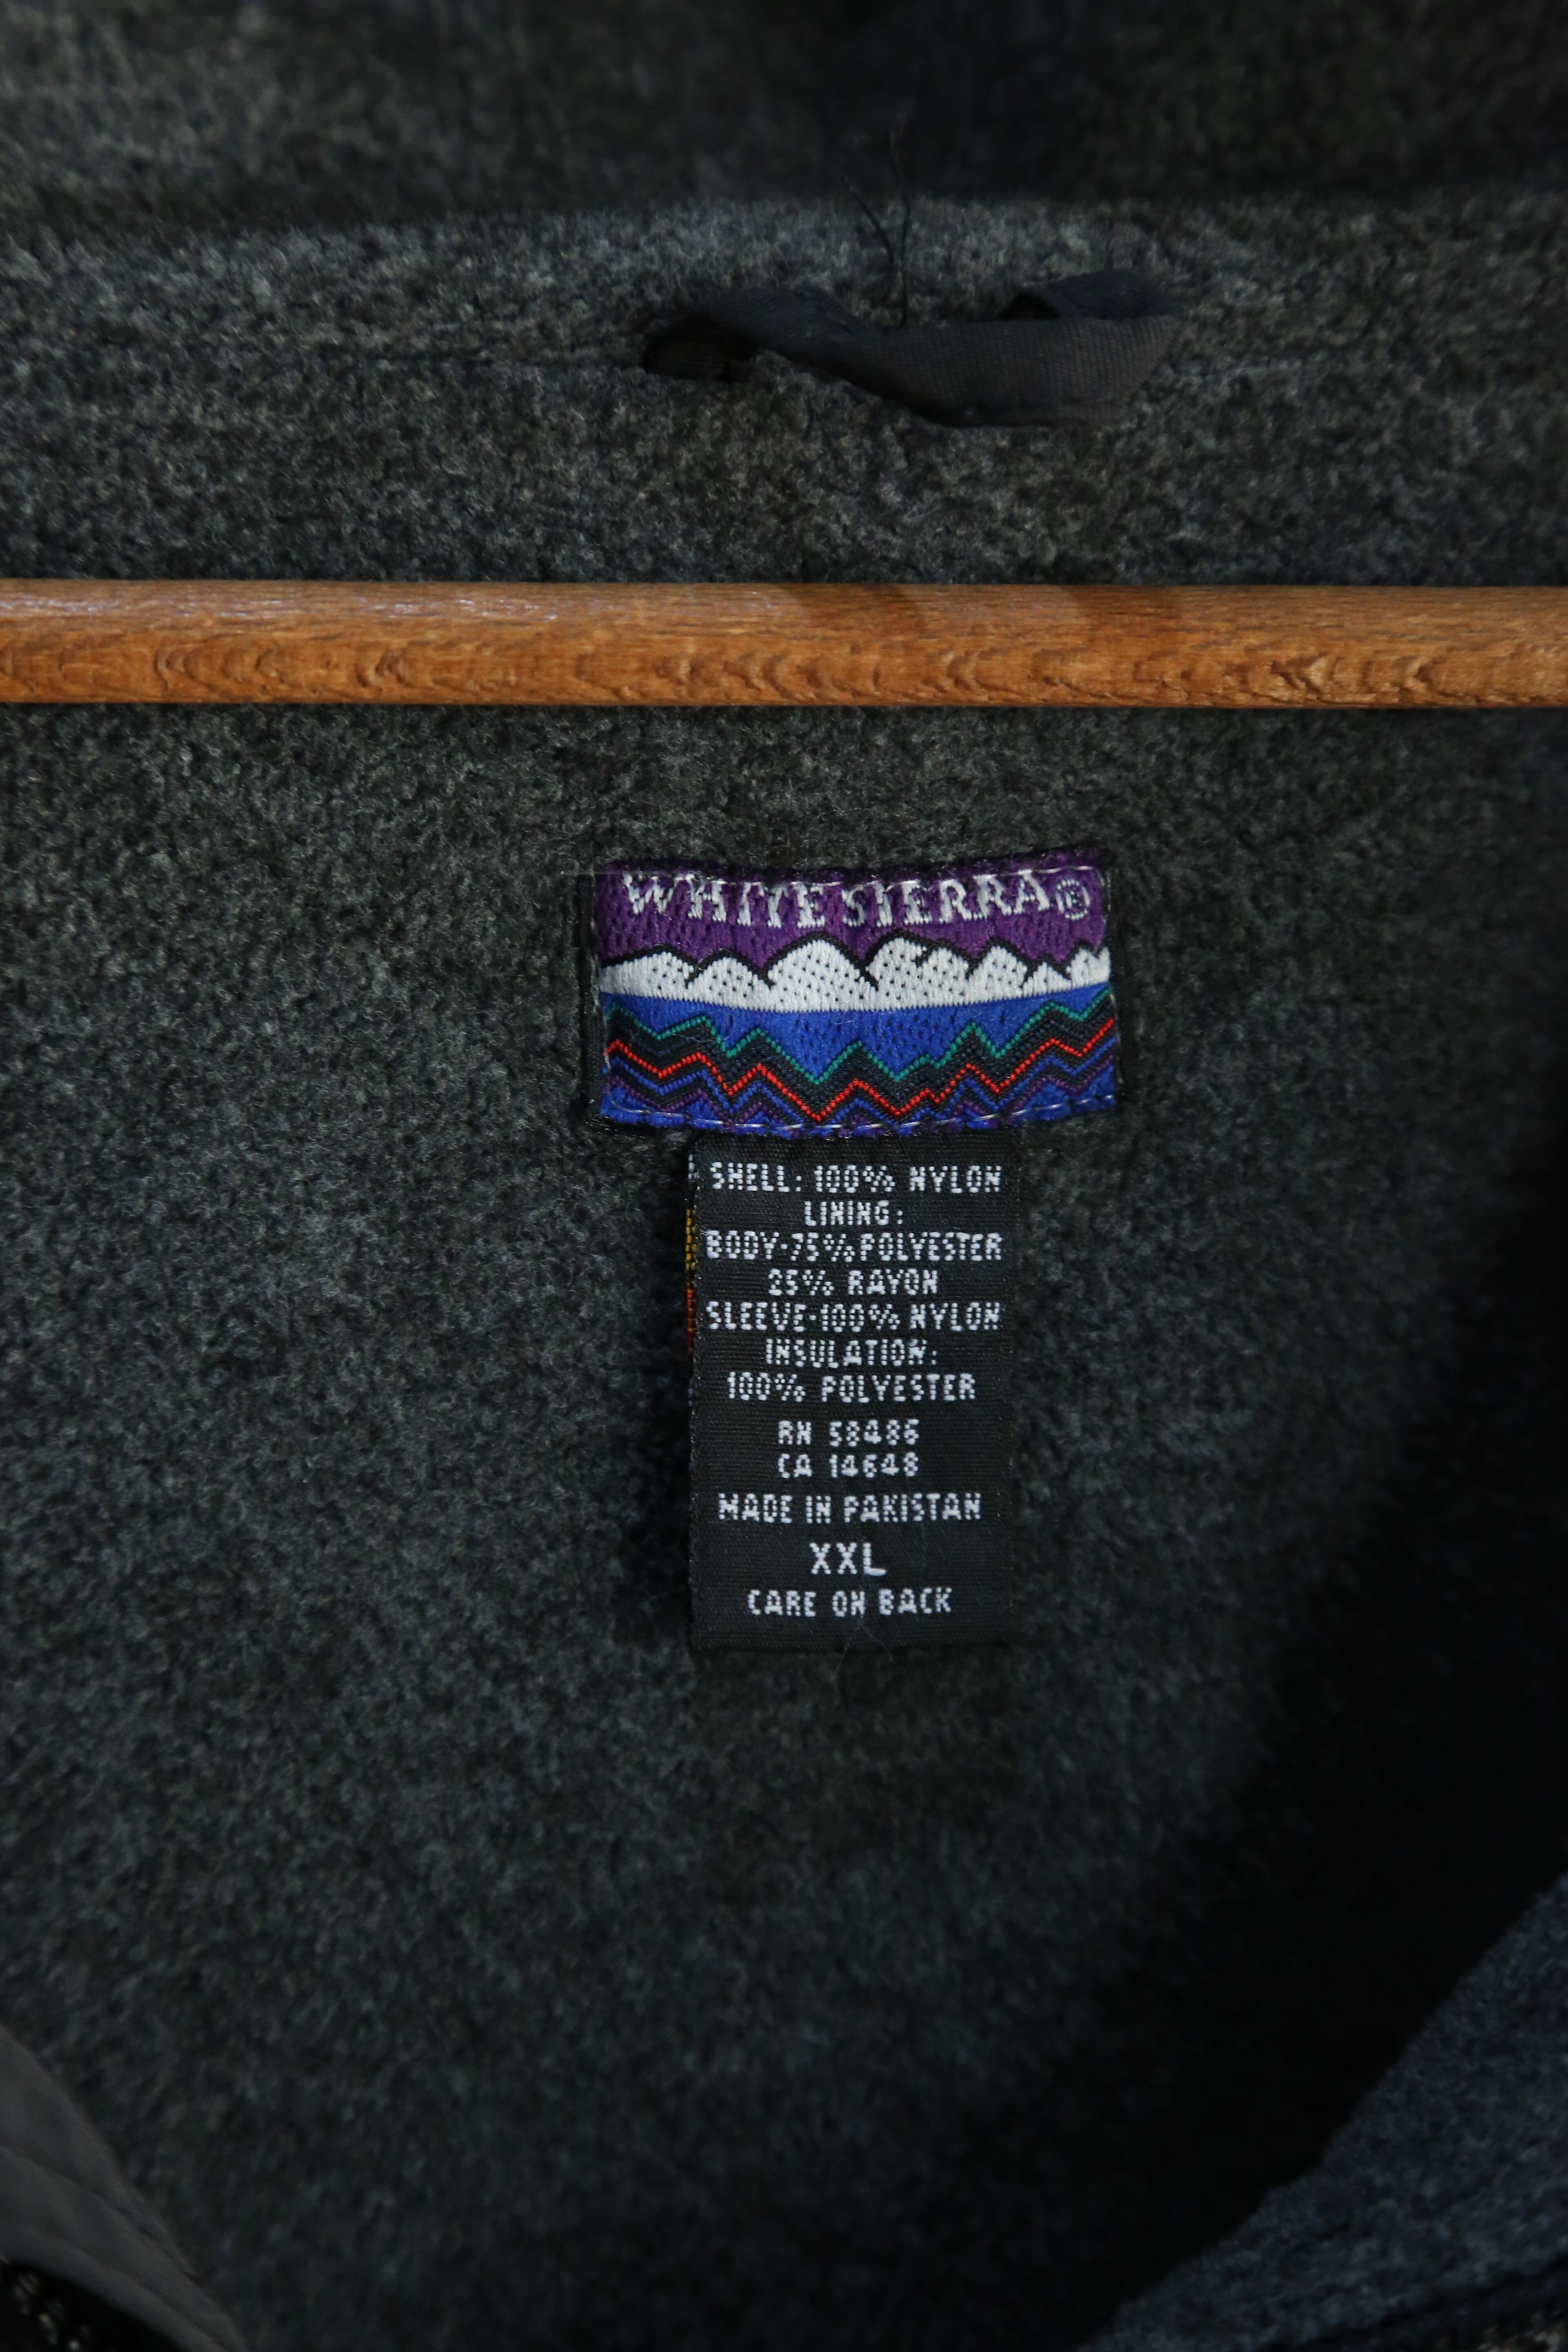 WHITE SIERRA®
SHELL: 100% NYLON
LINING:
BODY-75% POLYESTER
25% RAYON
SLEEVE-100% NYLON
INSULATION:
100% POLYESTER
RN 58486
CA 14648
MADE IN PAKISTAN
XXL
CARE ON BACK